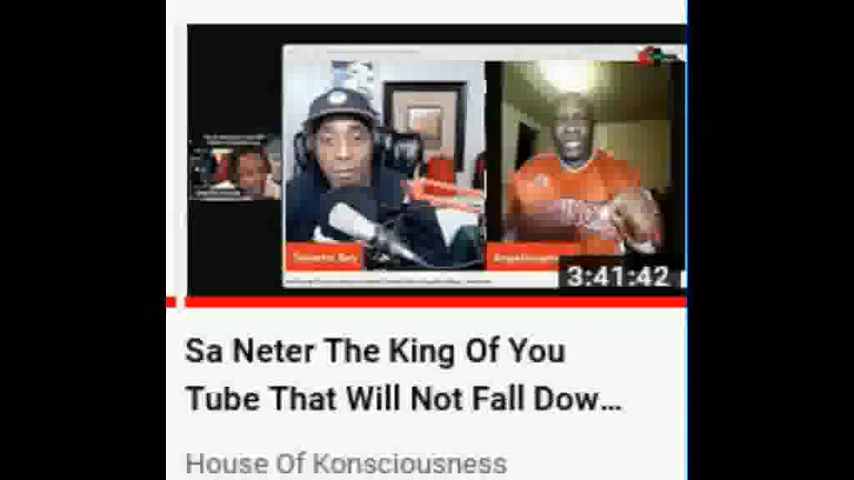 3:41:42
Sa Neter The King Of You
Tube That Will Not Fall Dow...
House Of Konsciousness